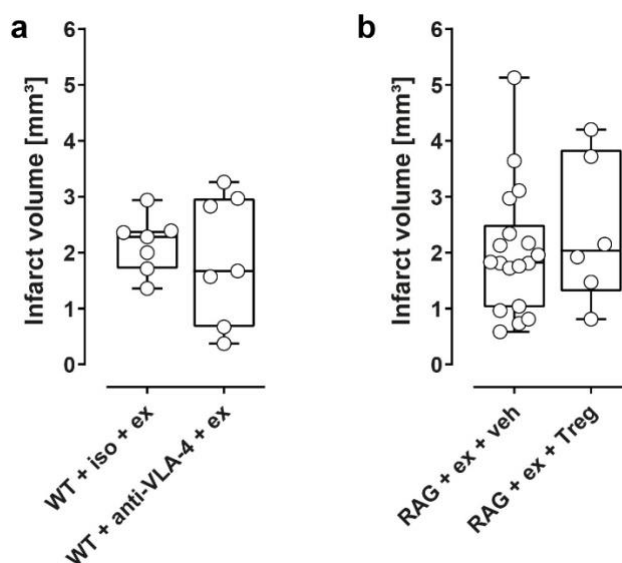 a
Infarct volume [mm³]
6
5
4
3
2
1
0
WT + iso + ex
WT + anti-VLA-4 + ex
b
Infarct volume [mm³]
6
5
4
3
2
1
0
RAG + ex + veh
RAG + ex + Treg